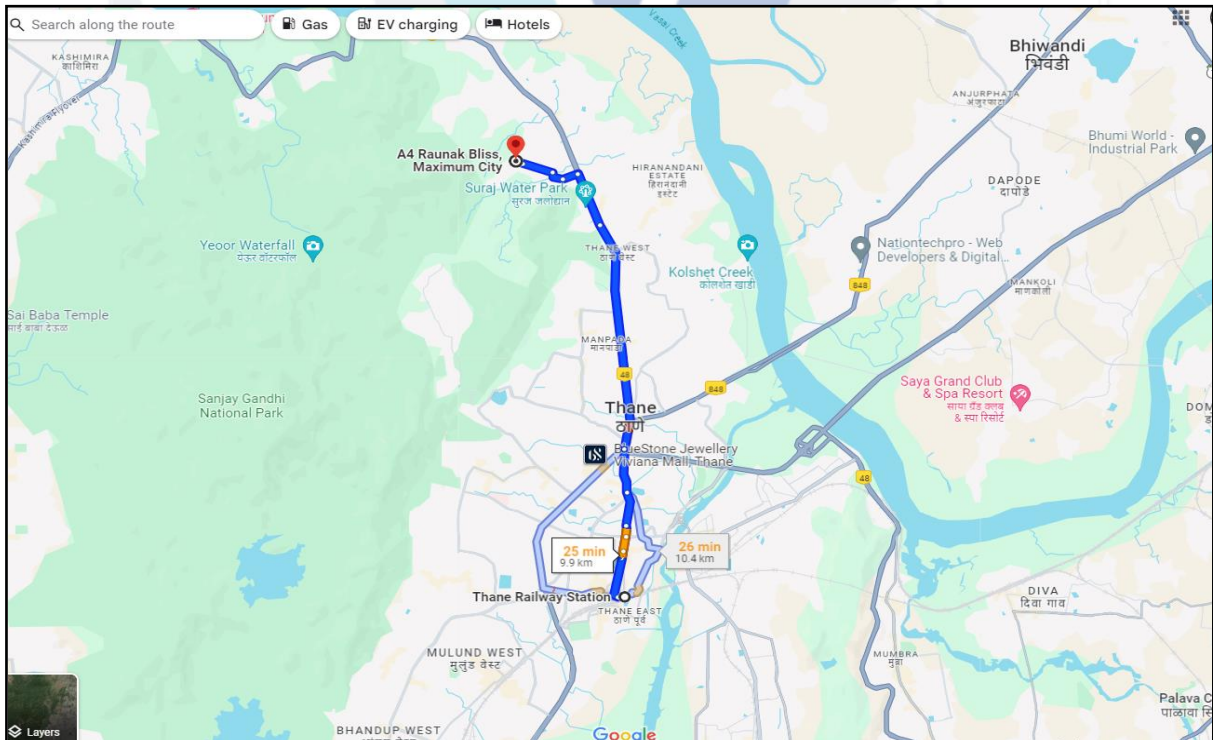 Search along the route
Gas
EV charging
Hotels
Vasai Creek
KASHIMIRA
काशिमिरा
Kashimira Flyover
Bhiwandi
भिवंडी
ANJURPHATA
अंजुरफाटा
Bhumi World -
Industrial Park
A4 Raunak Bliss,
Maximum City
HIRANANDANI
ESTATE
हिरानंदानी
इस्टेट
DAPODE
दापोडे
Suraj Water Park
सुरज जलोद्यान
Yeoor Waterfall
येऊर वॉटरफॉल
THANE WEST
ठाणे वेस्ट
Kolshet Creek
कोलशेत खाडी
Nationtechpro - Web
Developers & Digital...
848
MANKOLI
माणकोली
Sai Baba Temple
साई बाबा देऊळ
MANPADA
मानपाडा
48
848
Sanjay Gandhi
National Park
Saya Grand Club
& Spa Resort
साया ग्रँड क्लब
& स्पा रिसोर्ट
Thane
ठाणे
DOM
BlueStone Jewellery
Viviana Mall, Thane
48
25 min
9.9 km
26 min
10.4 km
Thane Railway Station
THANE EAST
ठाणे पूर्व
DIVA
दिवा गाव
MULUND WEST
मुलुंड वेस्ट
MUMBRA
मुंब्रा
Palava C
पाळावा सि
Layers
BHANDUP WEST
Google